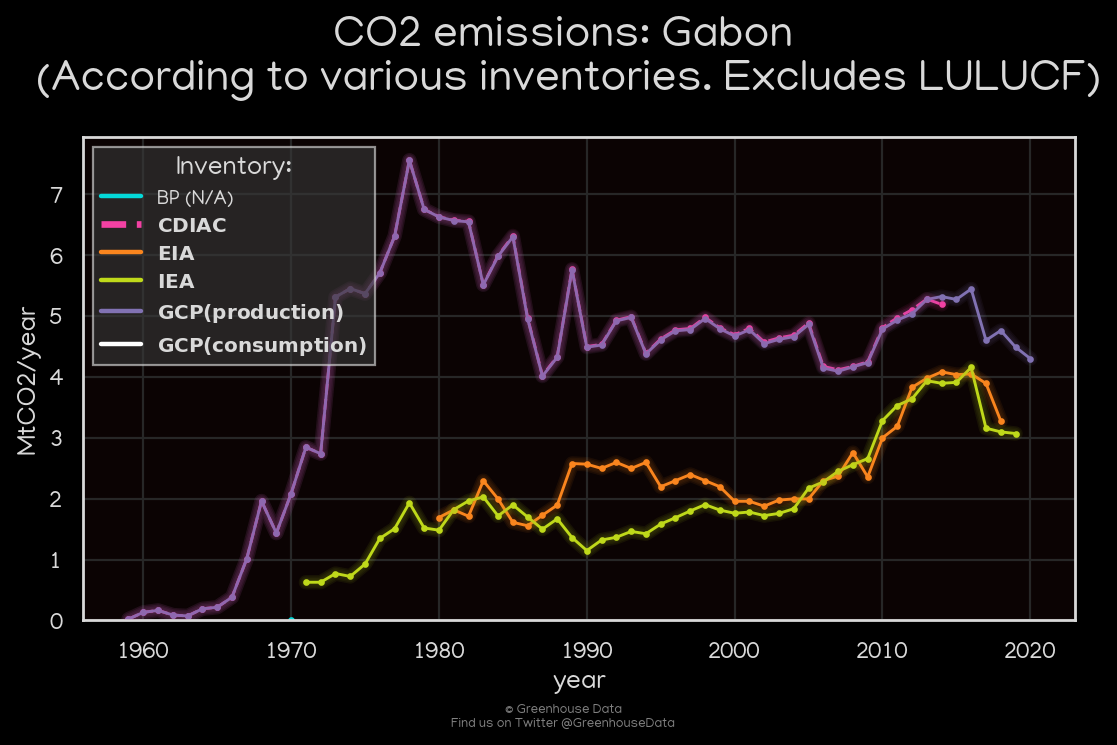 CO2 emissions: Gabon
(According to various inventories. Excludes LULUCF)
Inventory:
BP (N/A)
CDIAC
EIA
IEA
GCP(production)
GCP(consumption)
MtCO2/year
7
6
5
4
3
2
1
0
1960 1970 1980 1990 2000 2010 2020
year
© Greenhouse Data
Find us on Twitter @GreenhouseData